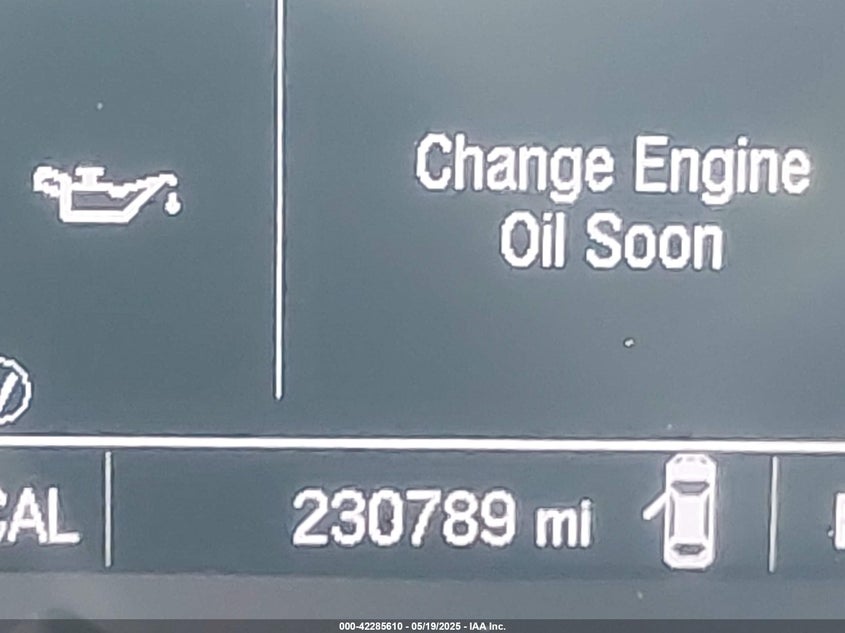 Change Engine
Oil Soon
CAL
230789 mi
000-42285610 - 05/19/2025 - IAA Inc.